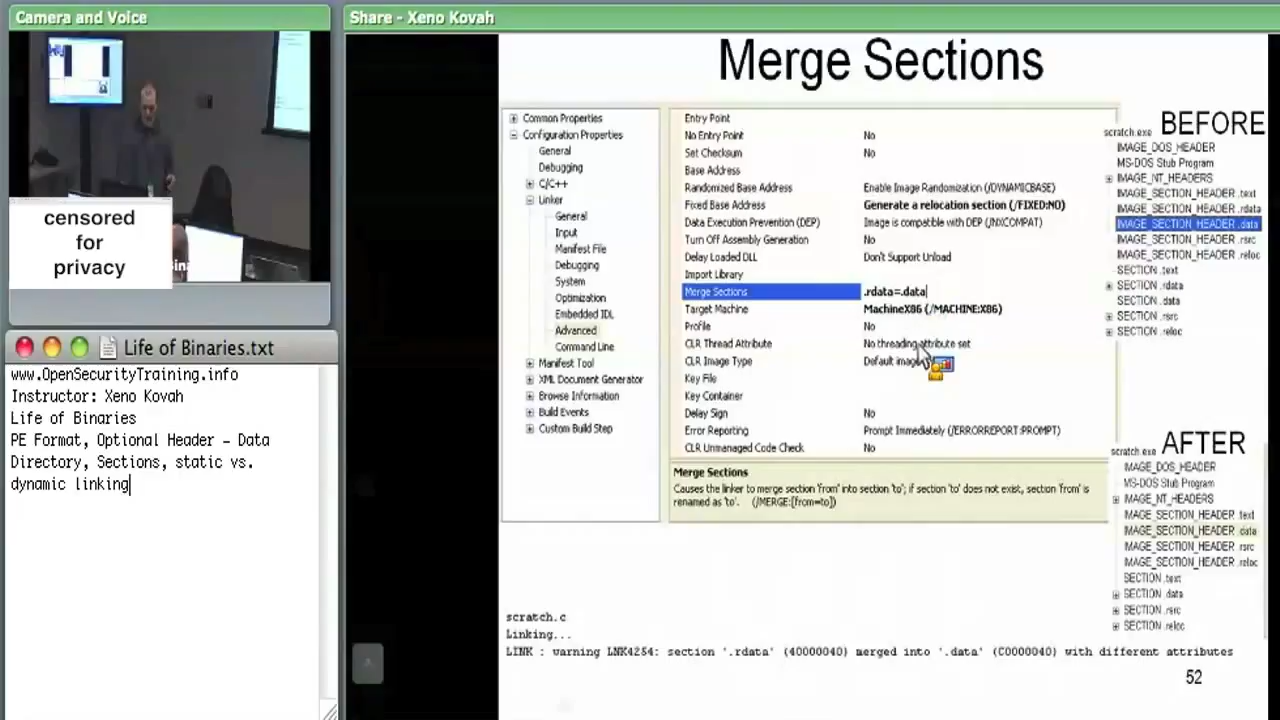 Camera and Voice
censored
for
privacy
Life of Binaries.txt
www.OpenSecurityTraining.info
Instructor: Xeno Kovah
Life of Binaries
PE Format, Optional Header - Data
Directory, Sections, static vs.
dynamic linking
Share - Xeno Kovah
Merge Sections
Common Properties
Configuration Properties
General
Debugging
C/C++
Linker
General
Input
Manifest File
Debugging
System
Optimization
Embedded IDL
Advanced
Command Line
Manifest Tool
XML Document Generator
Browse Information
Build Events
Custom Build Step
Entry Point
No Entry Point No
Set Checksum No
Base Address
Randomized Base Address Enable Image Randomization (/DYNAMICBASE)
Fixed Base Address Generate a relocation section (/FIXED:NO)
Data Execution Prevention (DEP) Image is compatible with DEP (/NXCOMPAT)
Turn Off Assembly Generation No
Delay Loaded DLL Don't Support Unload
Import Library
Merge Sections .rdata=.data
Target Machine MachineX86 (/MACHINE:X86)
Profile No
CLR Thread Attribute No threading attribute set
CLR Image Type Default imag
Key File
Key Container
Delay Sign No
Error Reporting Prompt Immediately (/ERRORREPORT:PROMPT)
CLR Unmanaged Code Check No
Merge Sections
Causes the linker to merge section 'from' into section 'to'; if section 'to' does not exist, section 'from' is
renamed as 'to'. (/MERGE:[from=to])
BEFORE
scratch.exe
IMAGE_DOS_HEADER
MS-DOS Stub Program
IMAGE_NT_HEADERS
IMAGE_SECTION_HEADER .text
IMAGE_SECTION_HEADER .rdata
IMAGE_SECTION_HEADER .data
IMAGE_SECTION_HEADER .rsrc
IMAGE_SECTION_HEADER .reloc
SECTION .text
SECTION .rdata
SECTION .data
SECTION .rsrc
SECTION .reloc
AFTER
scratch.exe
IMAGE_DOS_HEADER
MS-DOS Stub Program
IMAGE_NT_HEADERS
IMAGE_SECTION_HEADER .text
IMAGE_SECTION_HEADER .data
IMAGE_SECTION_HEADER .rsrc
IMAGE_SECTION_HEADER .reloc
SECTION .text
SECTION .data
SECTION .rsrc
SECTION .reloc
scratch.c
Linking...
LINK : warning LNK4254: section '.rdata' (40000040) merged into '.data' (C0000040) with different attributes
52